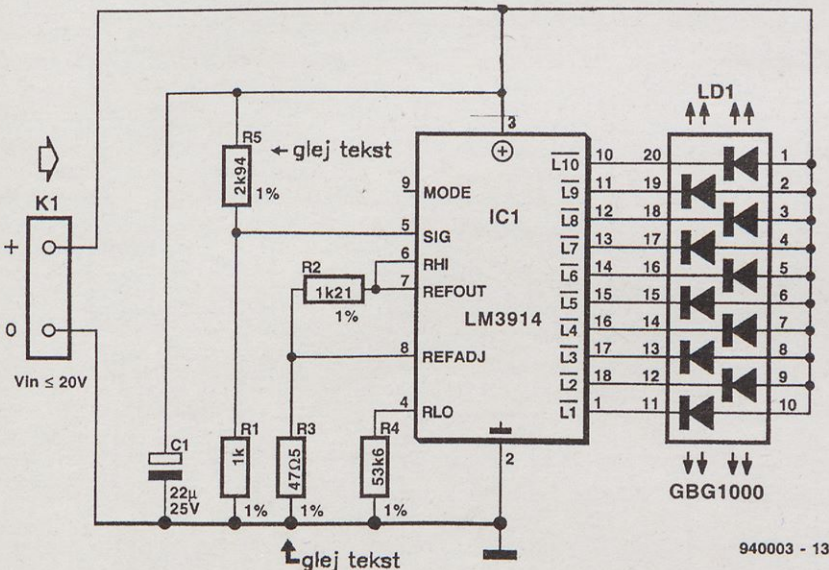 LD1
3
R5
← glej tekst
2k94
1%
K1
+
0
Vin ≤ 20V
9 MODE
5 SIG
6 RHI
7 REFOUT
8 REFADJ
4 RLO
IC1
LM3914
2
R2
1k21
1%
C1
22µ
25V
R1
1k
1%
R3
47Ω5
1%
R4
53k6
1%
glej tekst
L10 10 20 1
L9 11 19 2
L8 12 18 3
L7 13 17 4
L6 14 16 5
L5 15 15 6
L4 16 14 7
L3 17 13 8
L2 18 12 9
L1 1 11 10
GBG1000
940003 - 13